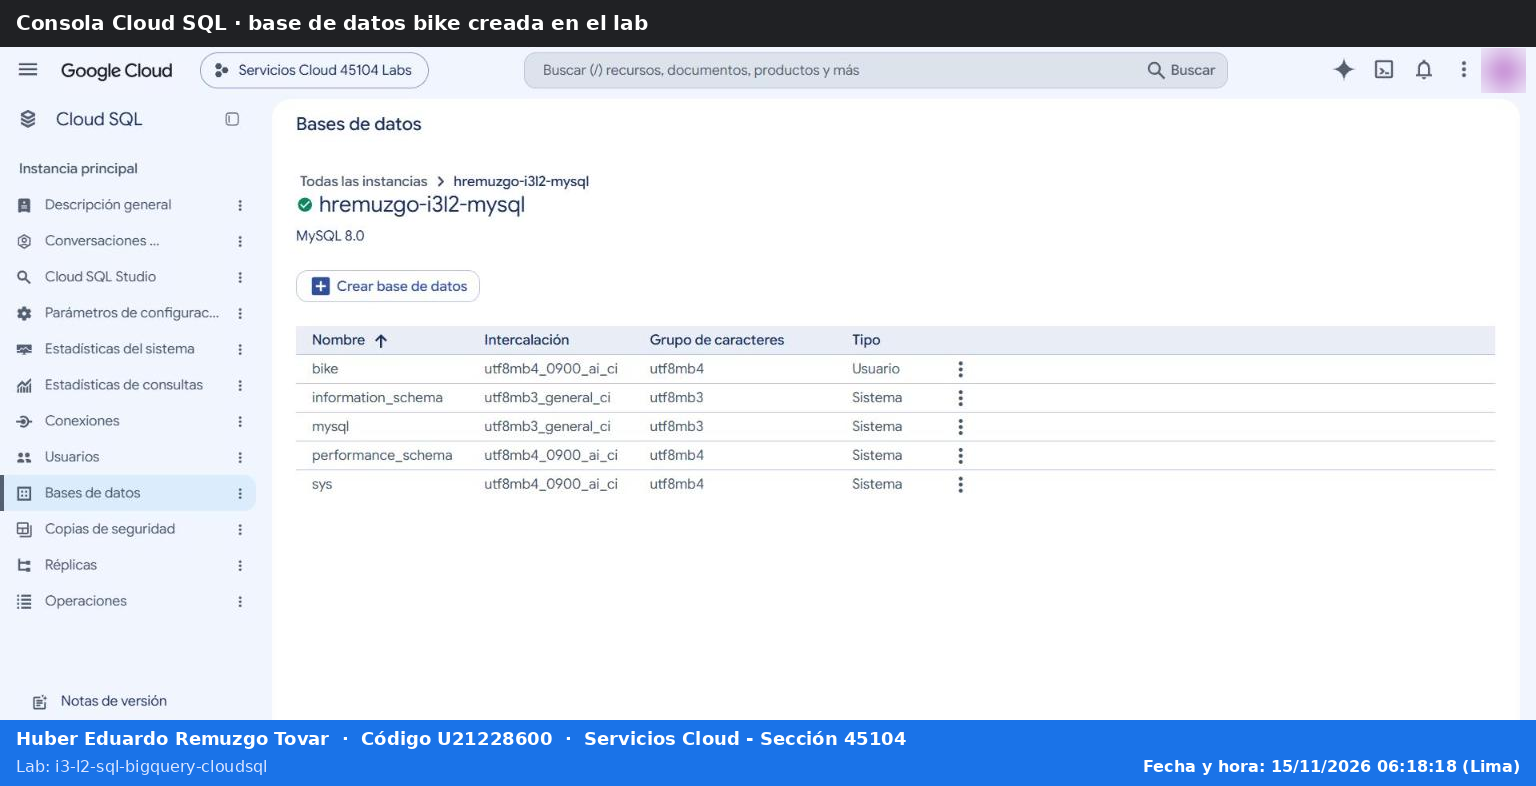 Consola Cloud SQL · base de datos bike creada en el lab
Google Cloud
Servicios Cloud 45104 Labs
Buscar (/) recursos, documentos, productos y más
Buscar
Cloud SQL
Instancia principal
Descripción general
Conversaciones ...
Cloud SQL Studio
Parámetros de configurac...
Estadísticas del sistema
Estadísticas de consultas
Conexiones
Usuarios
Bases de datos
Copias de seguridad
Réplicas
Operaciones
Notas de versión
Bases de datos
Todas las instancias > hremuzgo-i3l2-mysql
hremuzgo-i3l2-mysql
MySQL 8.0
Crear base de datos
Nombre Intercalación Grupo de caracteres Tipo
bike utf8mb4_0900_ai_ci utf8mb4 Usuario
information_schema utf8mb3_general_ci utf8mb3 Sistema
mysql utf8mb3_general_ci utf8mb3 Sistema
performance_schema utf8mb4_0900_ai_ci utf8mb4 Sistema
sys utf8mb4_0900_ai_ci utf8mb4 Sistema
Huber Eduardo Remuzgo Tovar · Código U21228600 · Servicios Cloud - Sección 45104
Lab: i3-l2-sql-bigquery-cloudsql
Fecha y hora: 15/11/2026 06:18:18 (Lima)